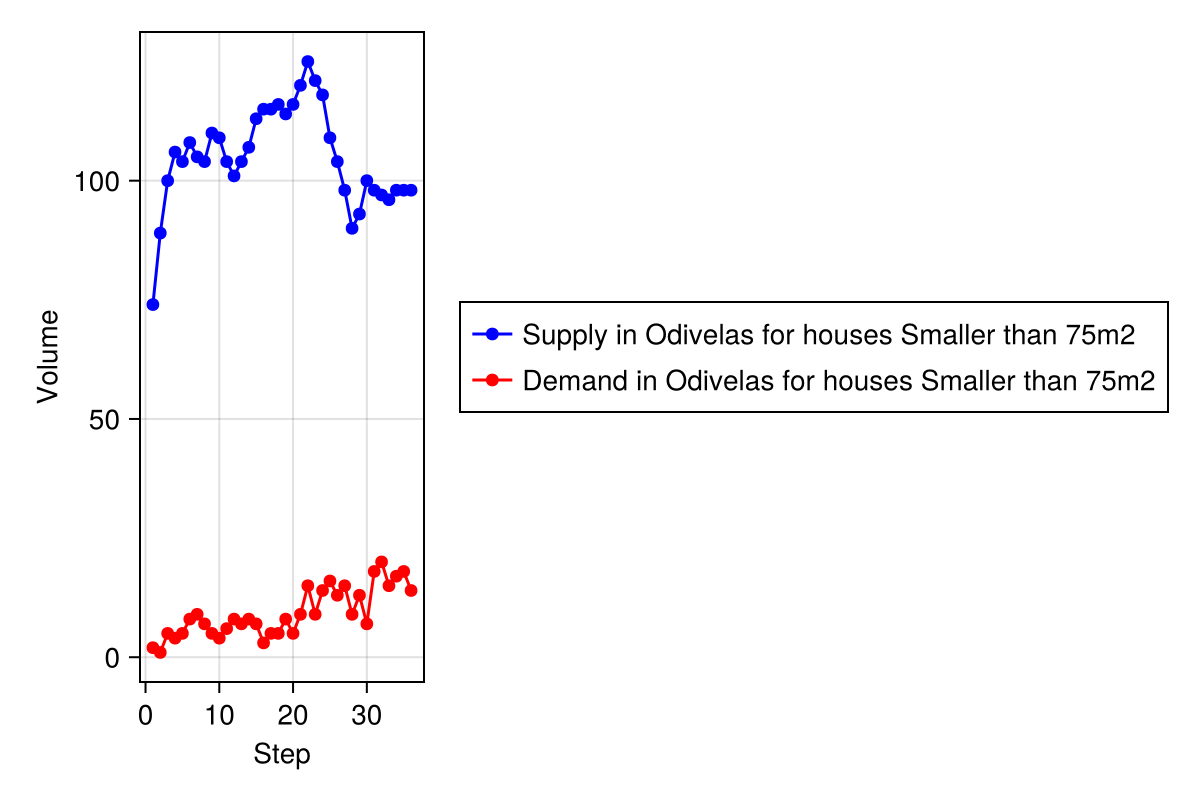 Volume
100
50
0
0 10 20 30
Step
Supply in Odivelas for houses Smaller than 75m2
Demand in Odivelas for houses Smaller than 75m2